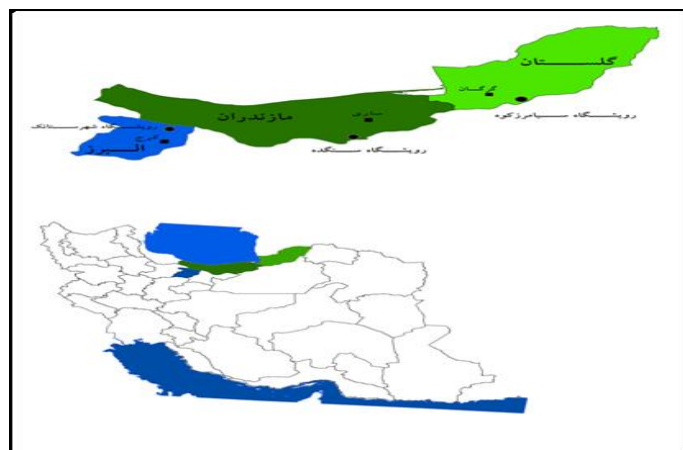 گلستان
گرگان
رویشگاه سیامرزکوه
مازندران
ساری
رویشگاه سنگده
رویشگاه شهرستانک
کرج
البرز